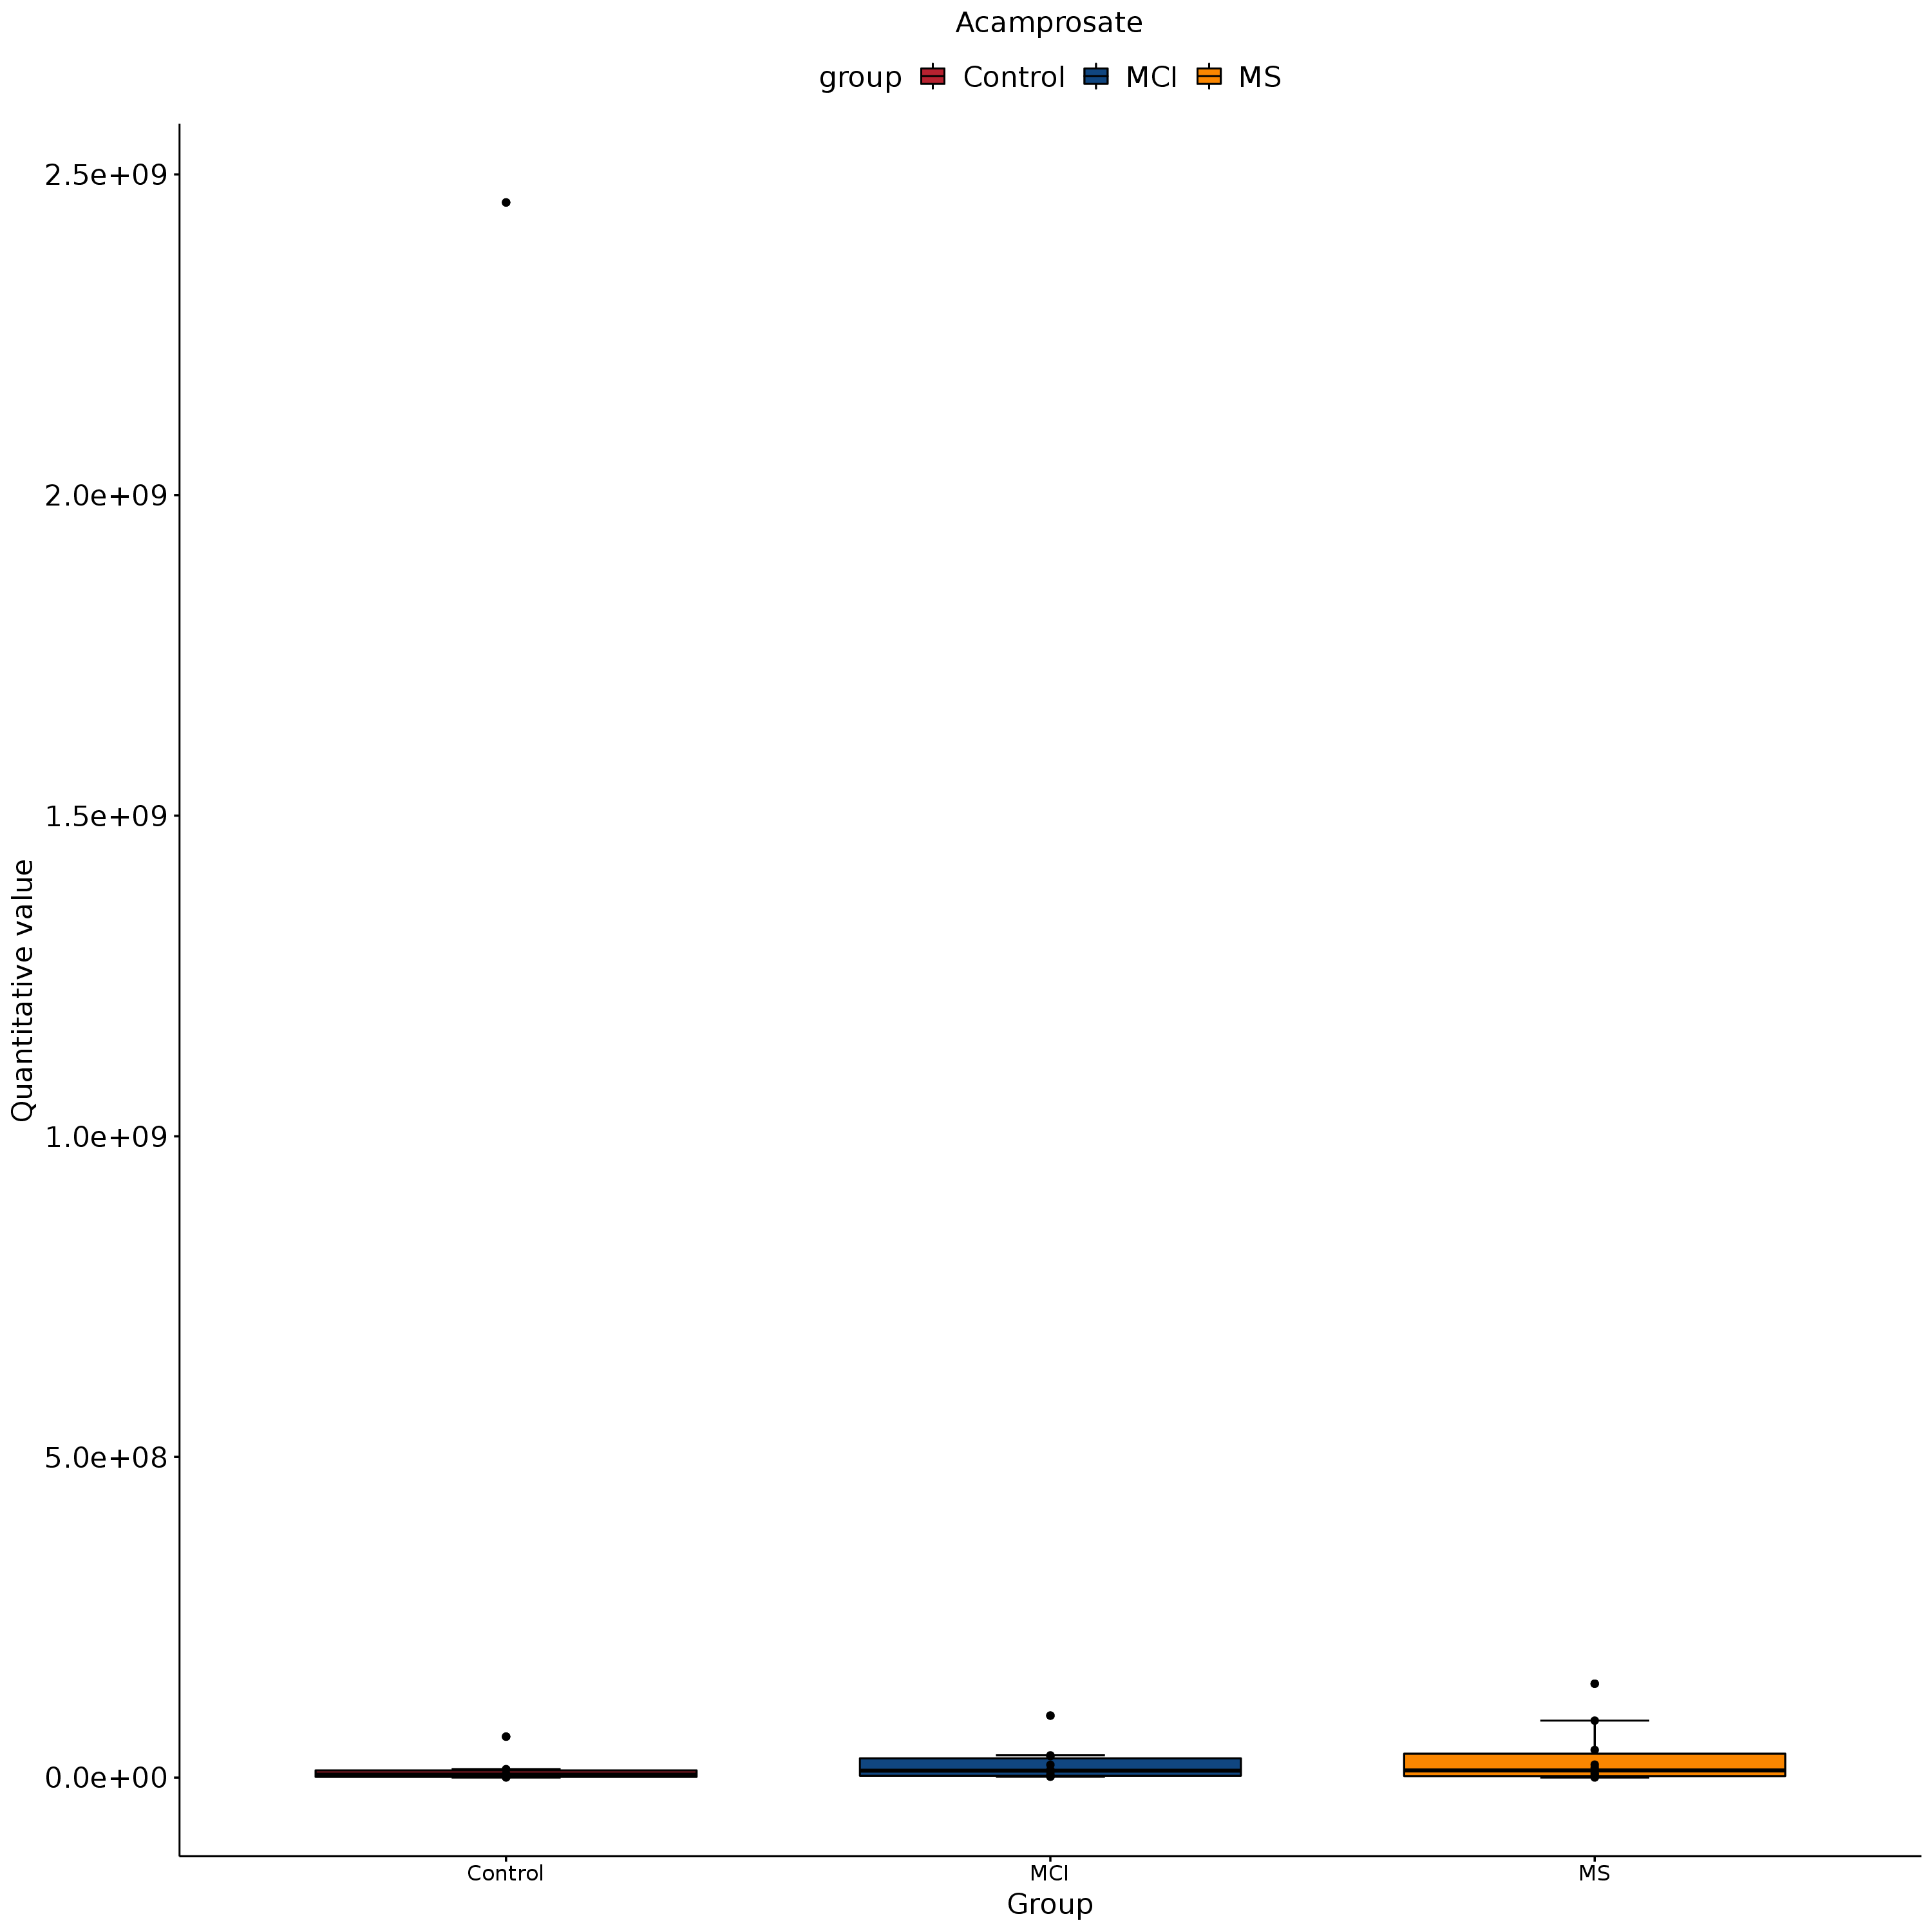 Acamprosate
group Control MCI MS
2.5e+09
2.0e+09
1.5e+09
1.0e+09
5.0e+08
0.0e+00
Quantitative value
Control MCI MS
Group